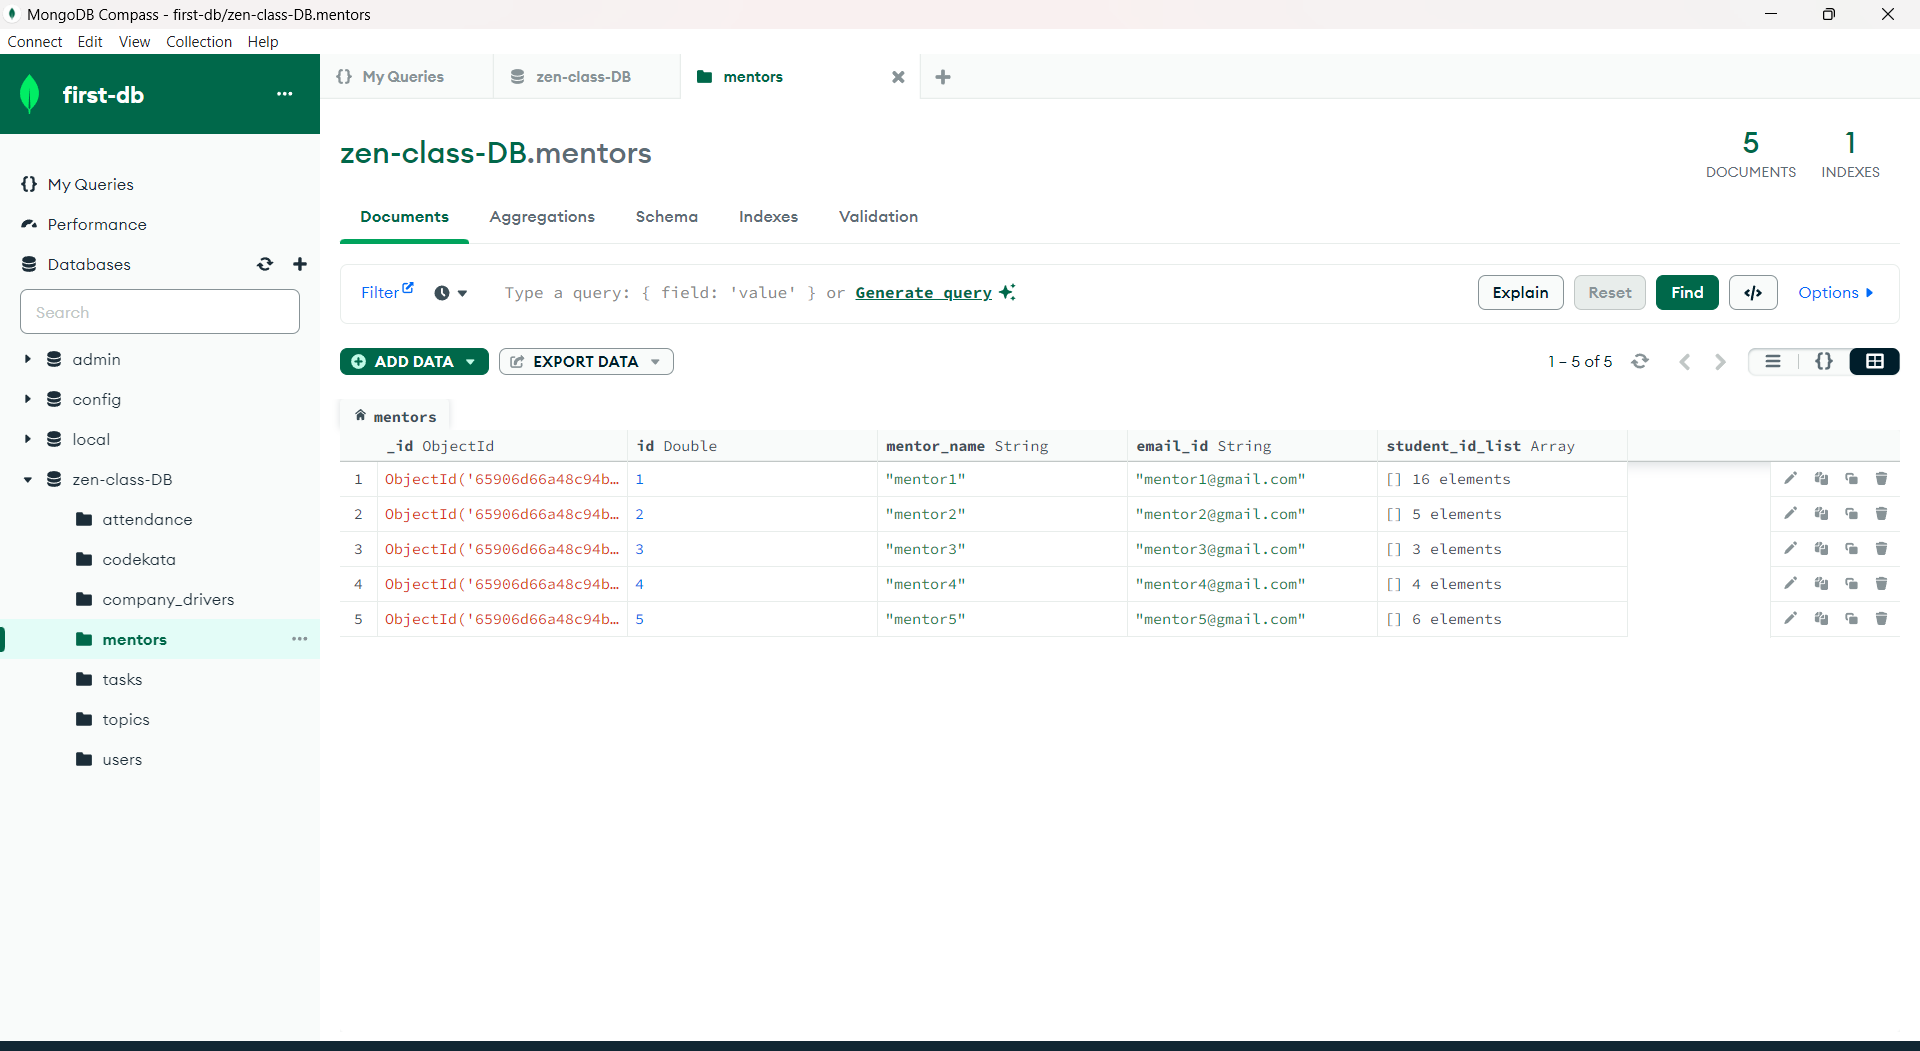 MongoDB Compass - first-db/zen-class-DB.mentors
Connect Edit View Collection Help
first-db
My Queries
Performance
Databases
Search
admin
config
local
zen-class-DB
attendance
codekata
company_drivers
mentors
tasks
topics
users
{} My Queries zen-class-DB mentors
zen-class-DB.mentors
5 DOCUMENTS
1 INDEXES
Documents Aggregations Schema Indexes Validation
Filter Type a query: { field: 'value' } or Generate query Explain Reset Find </> Options
ADD DATA EXPORT DATA 1 – 5 of 5 {}
mentors
_id ObjectId id Double mentor_name String email_id String student_id_list Array
1 ObjectId('65906d66a48c94b… 1 "mentor1" "mentor1@gmail.com" [] 16 elements
2 ObjectId('65906d66a48c94b… 2 "mentor2" "mentor2@gmail.com" [] 5 elements
3 ObjectId('65906d66a48c94b… 3 "mentor3" "mentor3@gmail.com" [] 3 elements
4 ObjectId('65906d66a48c94b… 4 "mentor4" "mentor4@gmail.com" [] 4 elements
5 ObjectId('65906d66a48c94b… 5 "mentor5" "mentor5@gmail.com" [] 6 elements